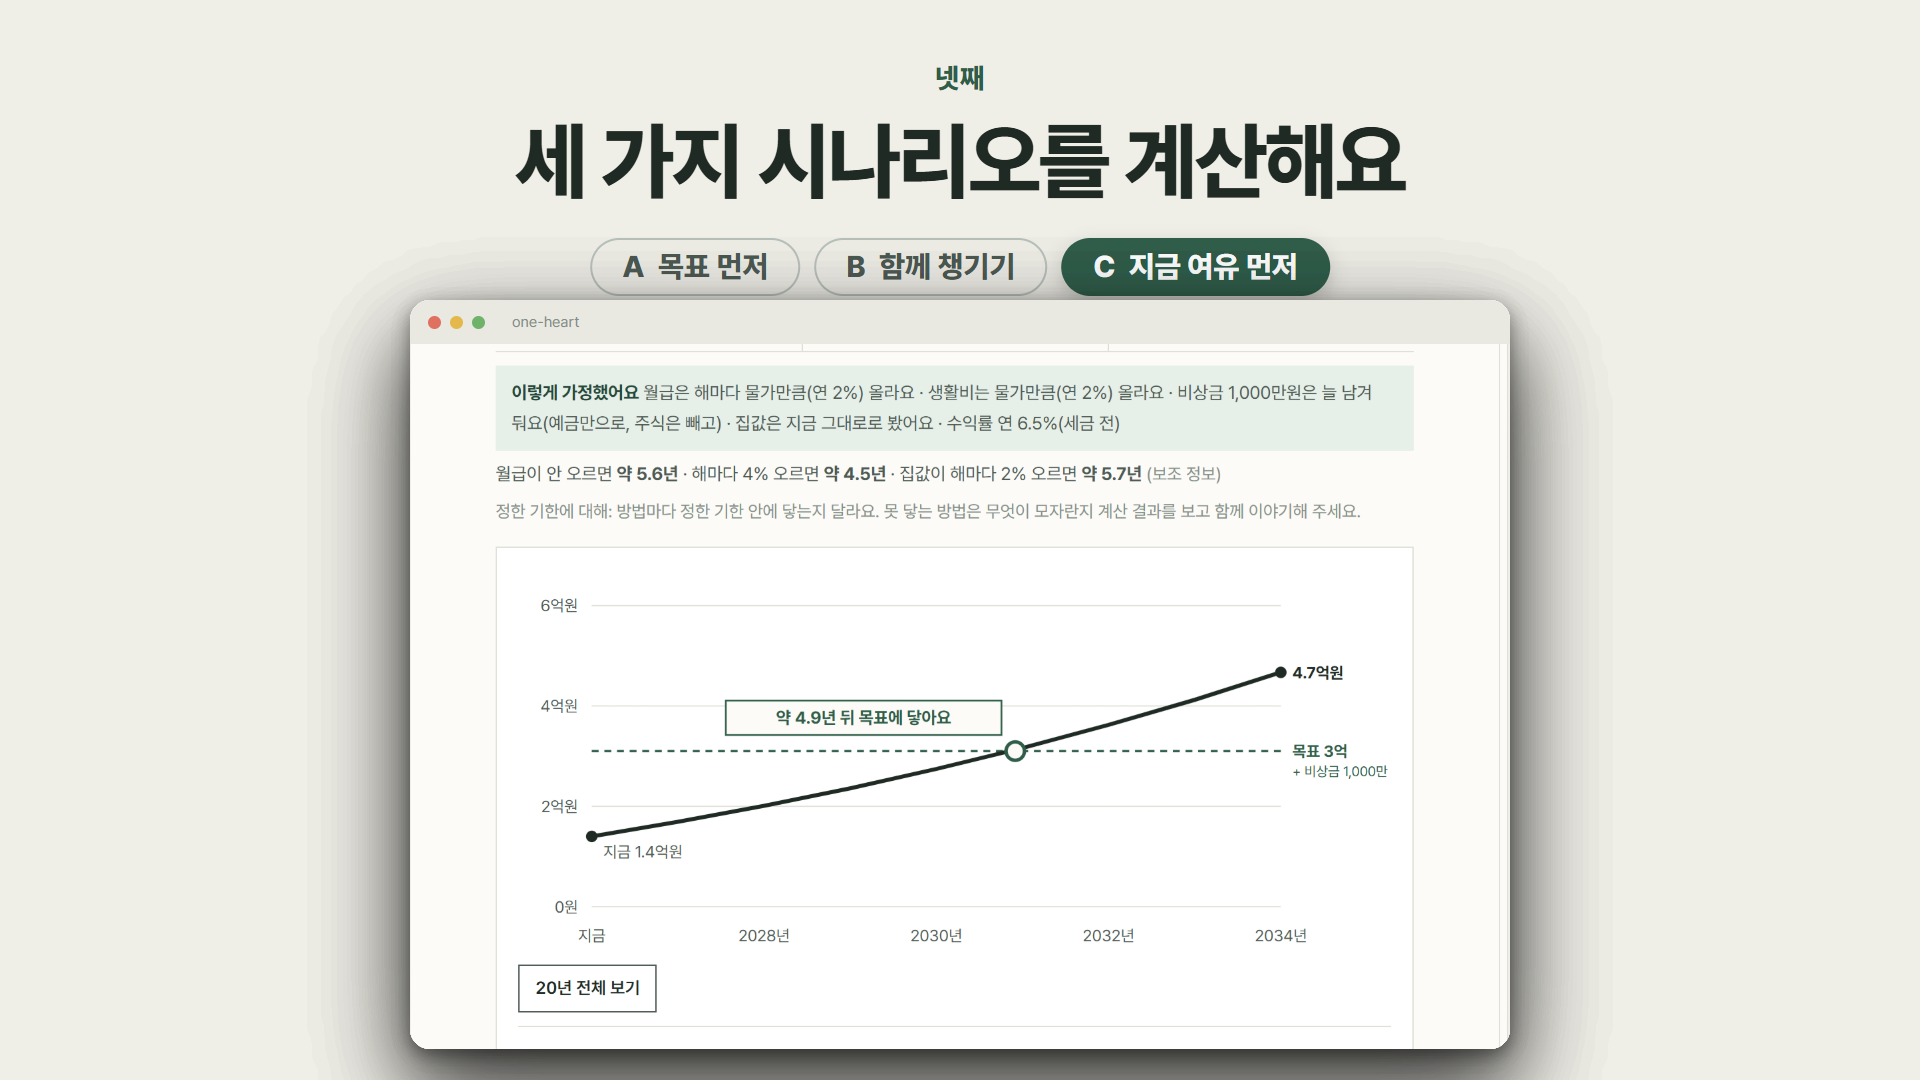 넷째
세 가지 시나리오를 계산해요
A 목표 먼저
B 함께 챙기기
C 지금 여유 먼저
one-heart
이렇게 가정했어요 월급은 해마다 물가만큼(연 2%) 올라요 · 생활비는 물가만큼(연 2%) 올라요 · 비상금 1,000만원은 늘 남겨
둬요(예금만으로, 주식은 빼고) · 집값은 지금 그대로로 봤어요 · 수익률 연 6.5%(세금 전)
월급이 안 오르면 약 5.6년 · 해마다 4% 오르면 약 4.5년 · 집값이 해마다 2% 오르면 약 5.7년 (보조 정보)
정한 기한에 대해: 방법마다 정한 기한 안에 닿는지 달라요. 못 닿는 방법은 무엇이 모자란지 계산 결과를 보고 함께 이야기해 주세요.
6억원
4.7억원
4억원
약 4.9년 뒤 목표에 닿아요
목표 3억
+ 비상금 1,000만
2억원
지금 1.4억원
0원
지금
2028년
2030년
2032년
2034년
20년 전체 보기